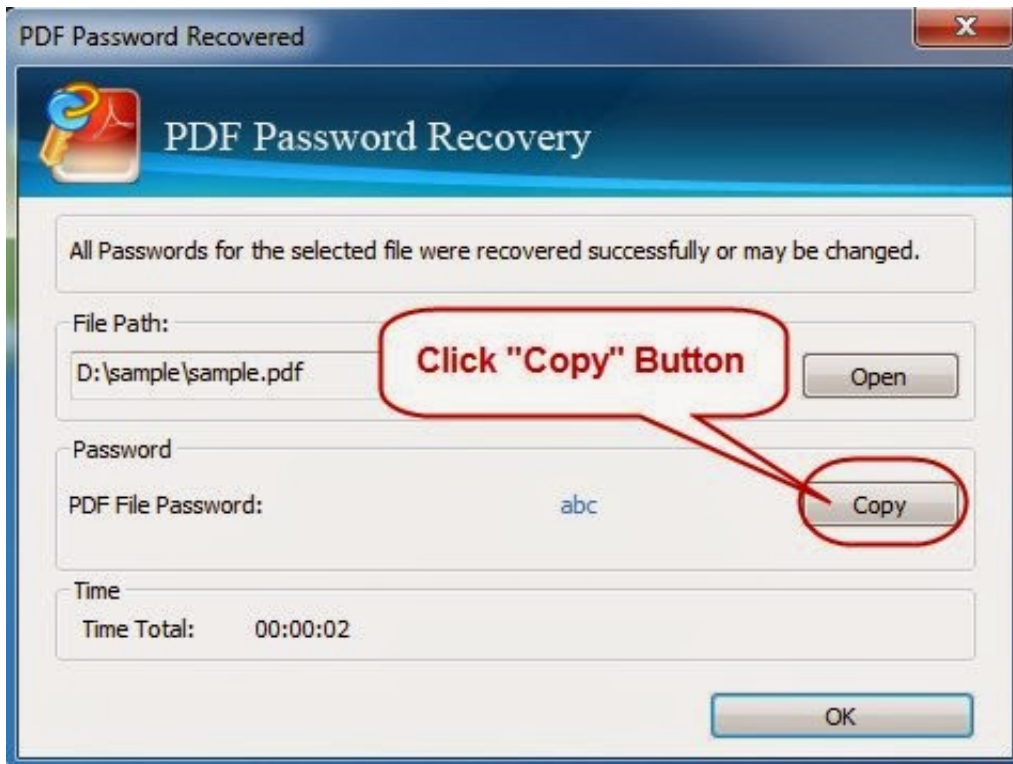 PDF Password Recovered
X
PDF Password Recovery
All Passwords for the selected file were recovered successfully or may be changed.
File Path:
D:\sample\sample.pdf
Click "Copy" Button
Open
Password
PDF File Password: abc Copy
Time
Time Total: 00:00:02
OK